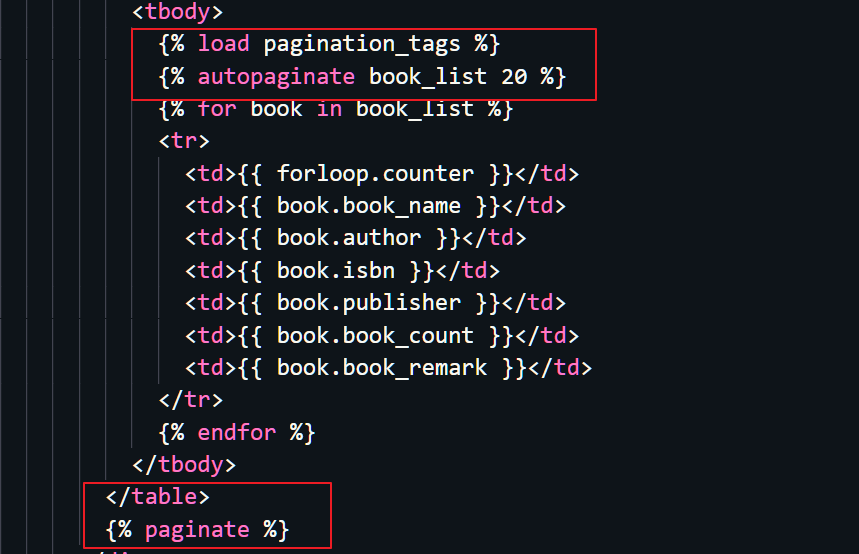 <tbody>
{% load pagination_tags %}
{% autopaginate book_list 20 %}
{% for book in book_list %}
<tr>
<td>{{ forloop.counter }}</td>
<td>{{ book.book_name }}</td>
<td>{{ book.author }}</td>
<td>{{ book.isbn }}</td>
<td>{{ book.publisher }}</td>
<td>{{ book.book_count }}</td>
<td>{{ book.book_remark }}</td>
</tr>
{% endfor %}
</tbody>
</table>
{% paginate %}